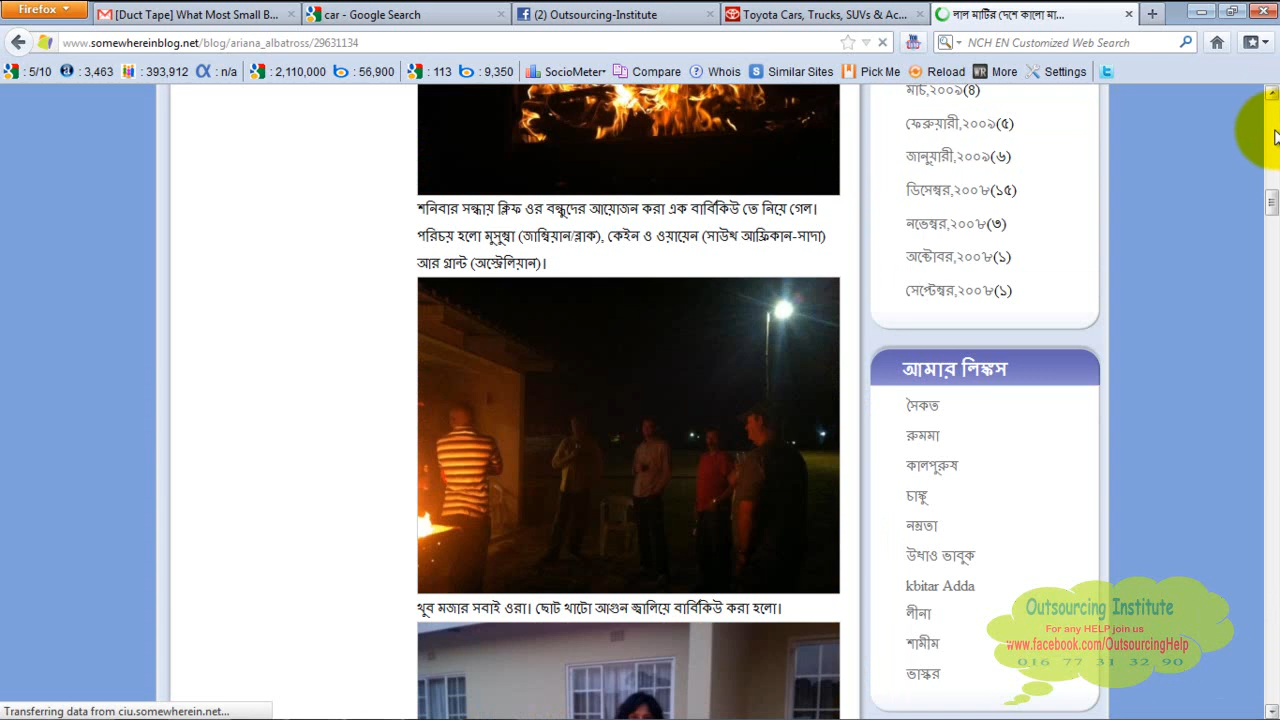 Firefox
[Duct Tape] What Most Small B...
car - Google Search
(2) Outsourcing-Institute
Toyota Cars, Trucks, SUVs & Ac...
লাল মাটির দেশে কালো মা...
www.somewhereinblog.net/blog/ariana_albatross/29631134
NCH EN Customized Web Search
: 5/10 : 3,463 : 393,912 : n/a : 2,110,000 : 56,900 : 113 : 9,350 SocioMeter Compare Whois Similar Sites Pick Me Reload More Settings
মার্চ,২০০৯(৪)
ফেব্রুয়ারী,২০০৯(৫)
জানুয়ারী,২০০৯(৬)
ডিসেম্বর,২০০৮(১৫)
নভেম্বর,২০০৮(৩)
অক্টোবর,২০০৮(১)
সেপ্টেম্বর,২০০৮(১)
শনিবার সন্ধায় ক্লিফ ওর বন্ধুদের আয়োজন করা এক বার্বিকিউ তে নিয়ে গেল।
পরিচয় হলো মুসুন্বা (জাম্বিয়ান/ব্লাক), কেইন ও ওয়ায়েন (সাউথ আফ্রিকান-সাদা)
আর গ্রান্ট (অস্ট্রেলিয়ান)।
খুব মজার সবাই ওরা। ছোট খাটো আগুন জ্বালিয়ে বার্বিকিউ করা হলো।
আমার লিঙ্কস
সৈকত
রুমমা
কালপুরুষ
চাঙ্কু
নম্রতা
উধাও ভাবুক
kbitar Adda
লীনা
শামীম
ভাস্কর
Outsourcing Institute
For any HELP join us
www.facebook.com/OutsourcingHelp
016 77 31 32 90
Transferring data from ciu.somewherein.net...